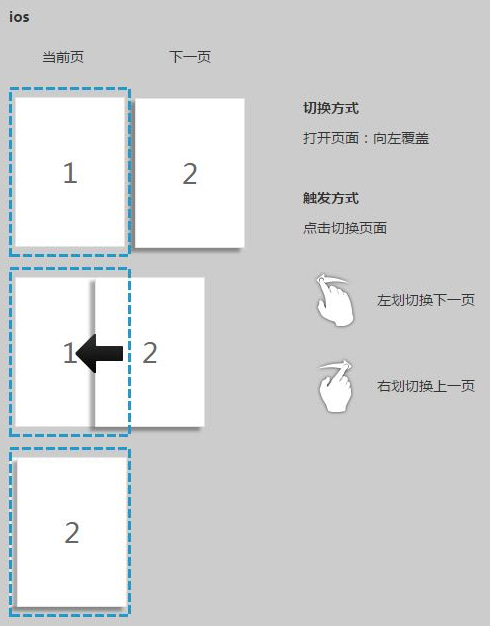 ios
当前页
下一页
1
2
切换方式
打开页面：向左覆盖
触发方式
点击切换页面
左划切换下一页
右划切换上一页
1
2
2